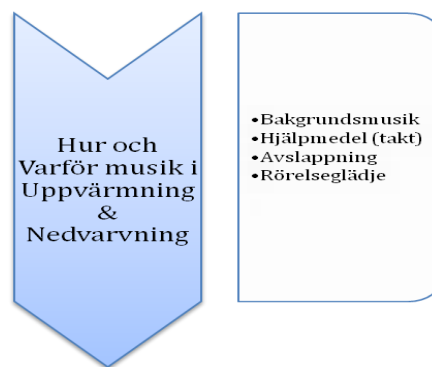 Hur och
Varför musik i
Uppvärmning
&
Nedvarvning
•Bakgrundsmusik
•Hjälpmedel (takt)
•Avslappning
•Rörelseglädje